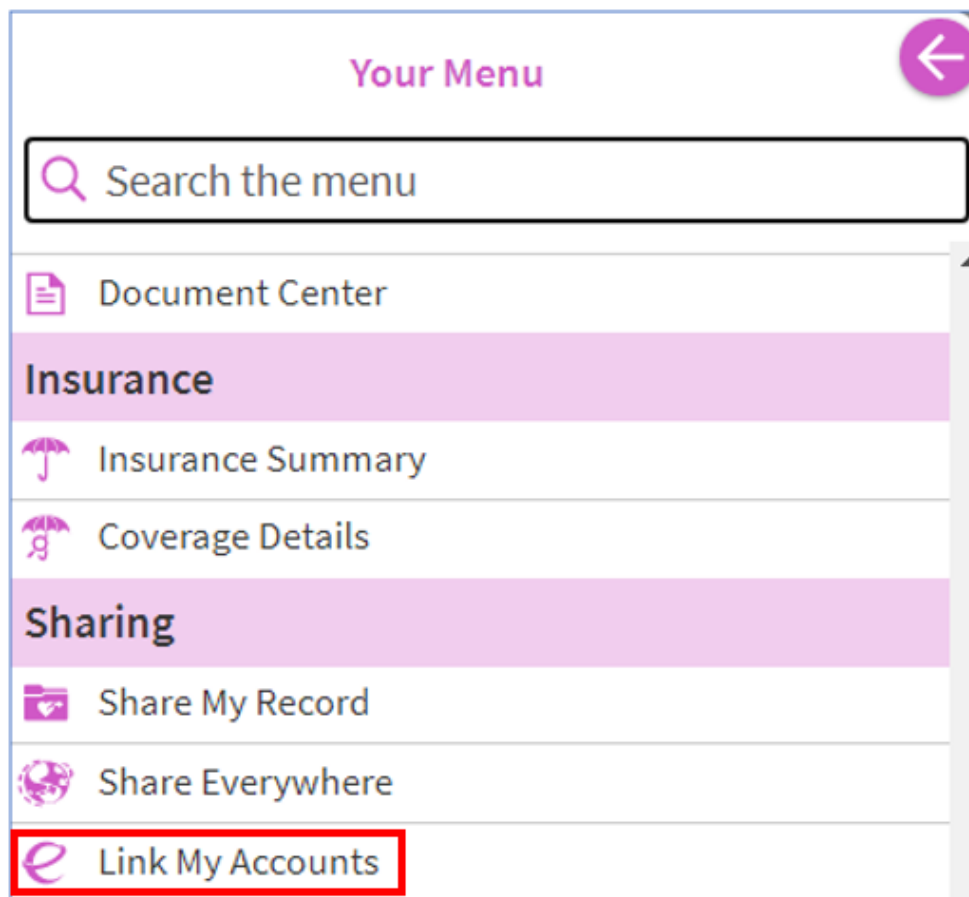 Your Menu
Search the menu
Document Center
Insurance
Insurance Summary
Coverage Details
Sharing
Share My Record
Share Everywhere
Link My Accounts